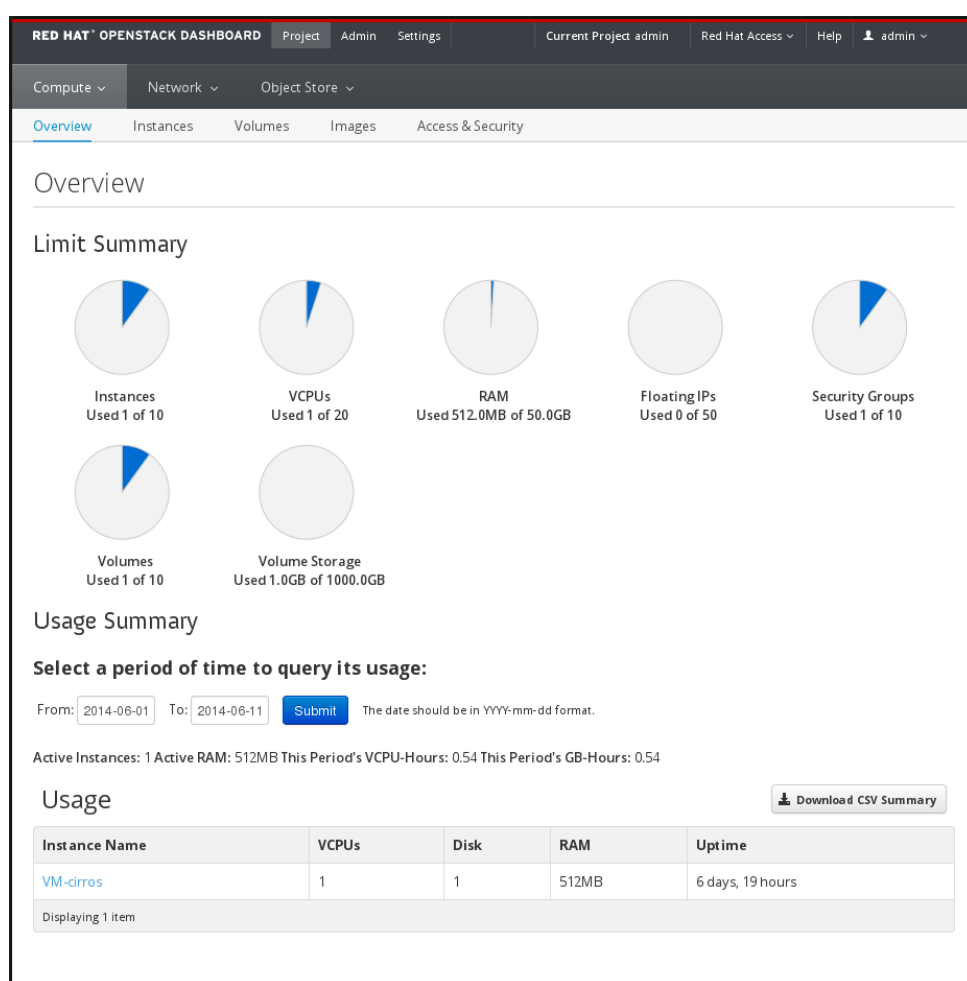 RED HAT® OPENSTACK DASHBOARD Project Admin Settings Current Project admin Red Hat Access Help admin
Compute Network Object Store
Overview Instances Volumes Images Access & Security
Overview
Limit Summary
Instances VCPUs RAM Floating IPs Security Groups
Used 1 of 10 Used 1 of 20 Used 512.0MB of 50.0GB Used 0 of 50 Used 1 of 10
Volumes Volume Storage
Used 1 of 10 Used 1.0GB of 1000.0GB
Usage Summary
Select a period of time to query its usage:
From: 2014-06-01 To: 2014-06-11 Submit The date should be in YYYY-mm-dd format.
Active Instances: 1 Active RAM: 512MB This Period's VCPU-Hours: 0.54 This Period's GB-Hours: 0.54
Usage Download CSV Summary
Instance Name VCPUs Disk RAM Uptime
VM-cirros 1 1 512MB 6 days, 19 hours
Displaying 1 item